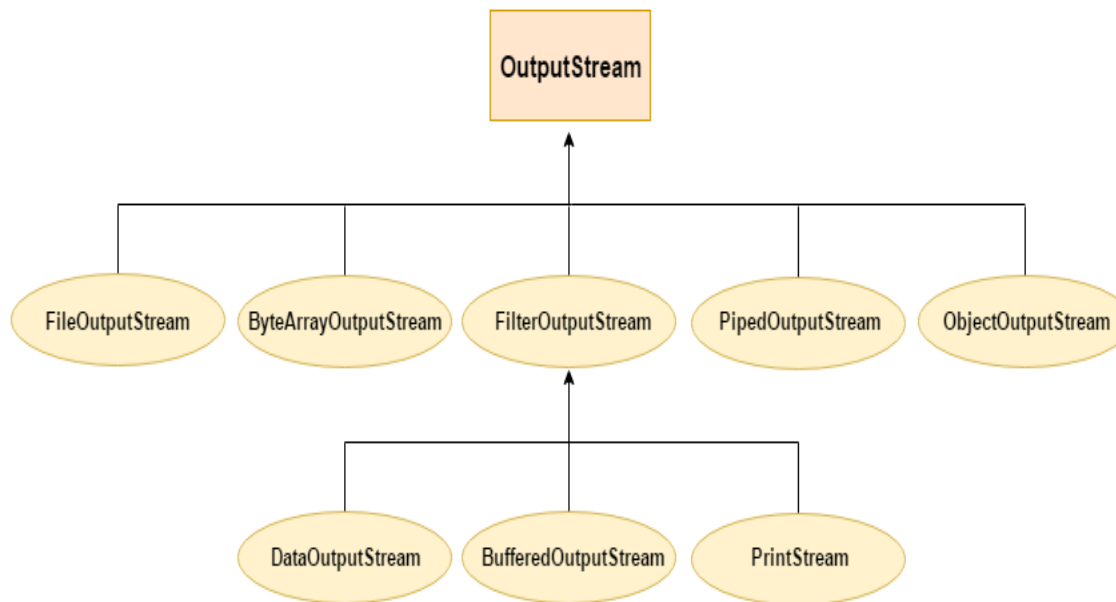 OutputStream
FileOutputStream
ByteArrayOutputStream
FilterOutputStream
PipedOutputStream
ObjectOutputStream
DataOutputStream
BufferedOutputStream
PrintStream